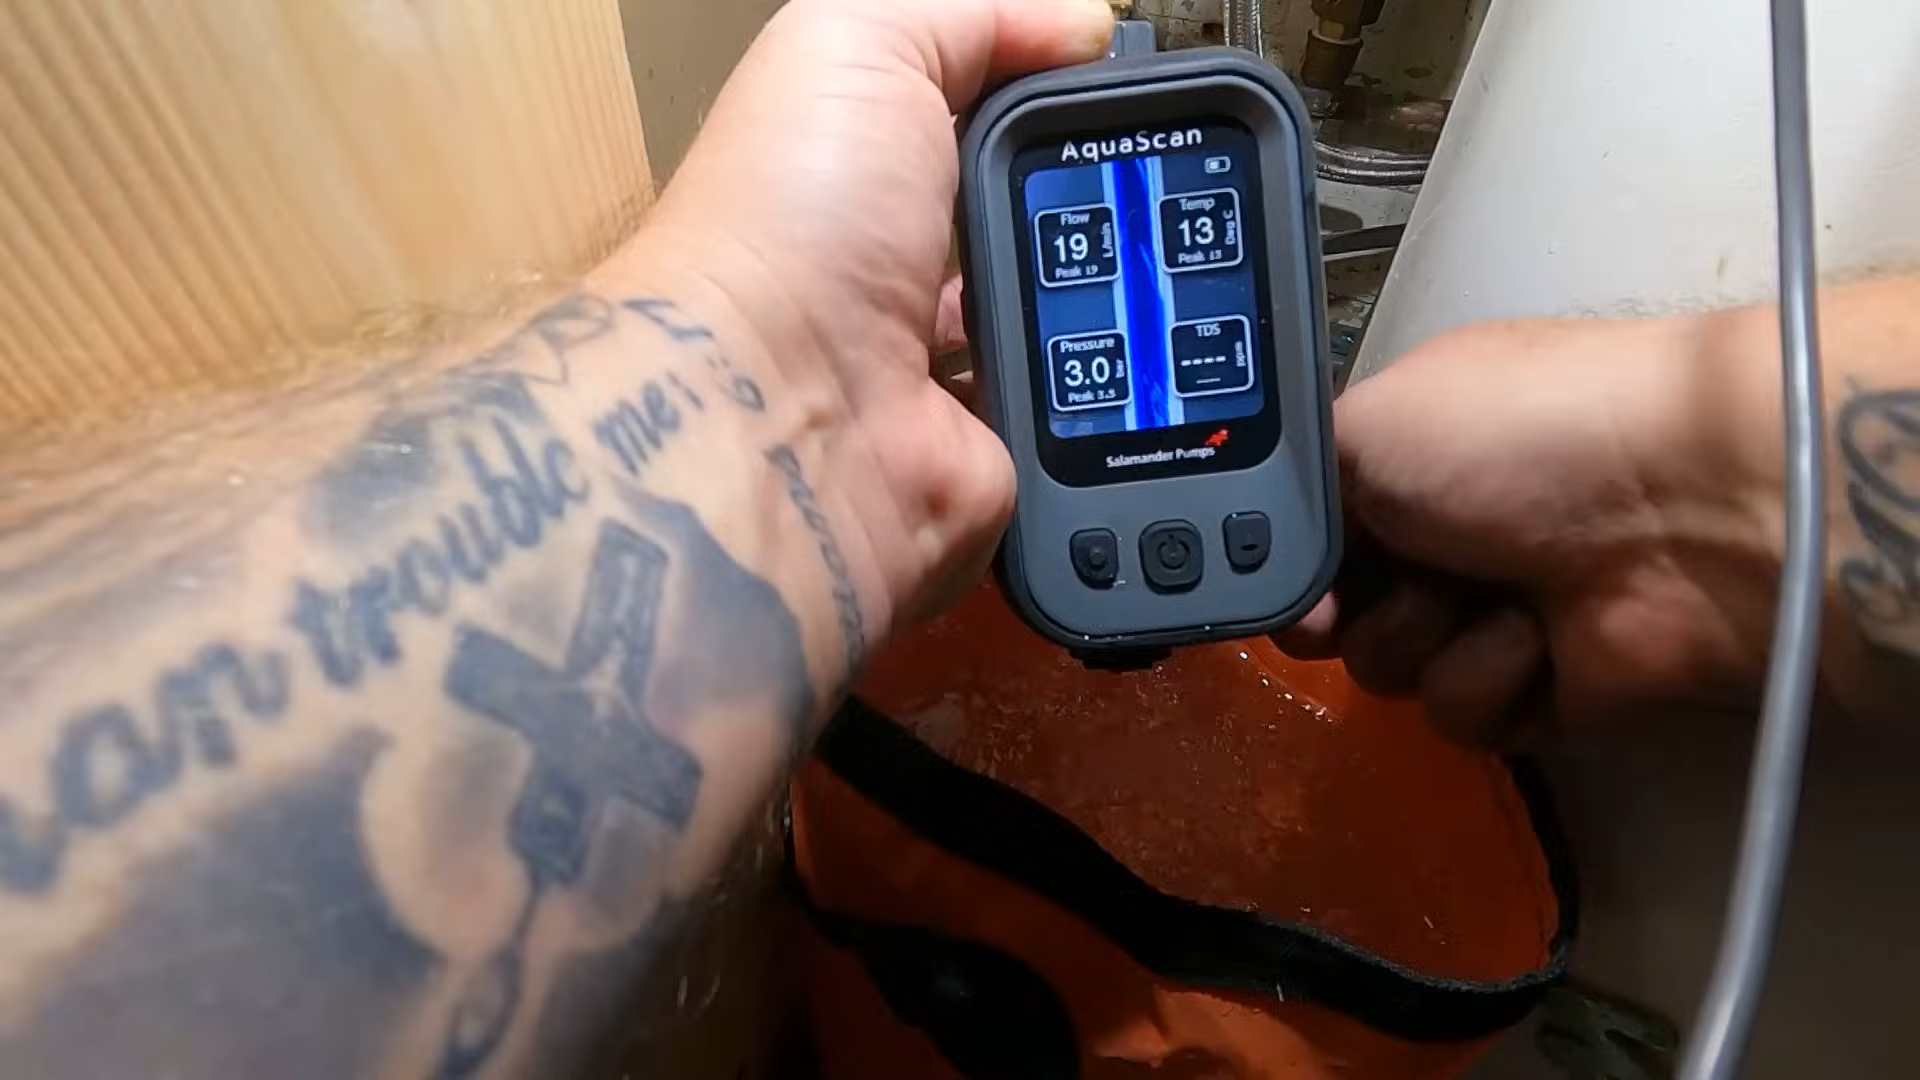 AquaScan
Flow
19
L/min
Peak 19
Temp
13
Deg C
Peak 13
Pressure
3.0
bar
Peak 3.5
TDS
----
ppm
Salamander Pumps
trouble me!